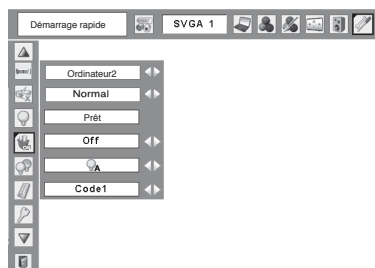 Démarrage rapide SVGA 1
Ordinateur2
Normal
Prêt
Off
A
Code1